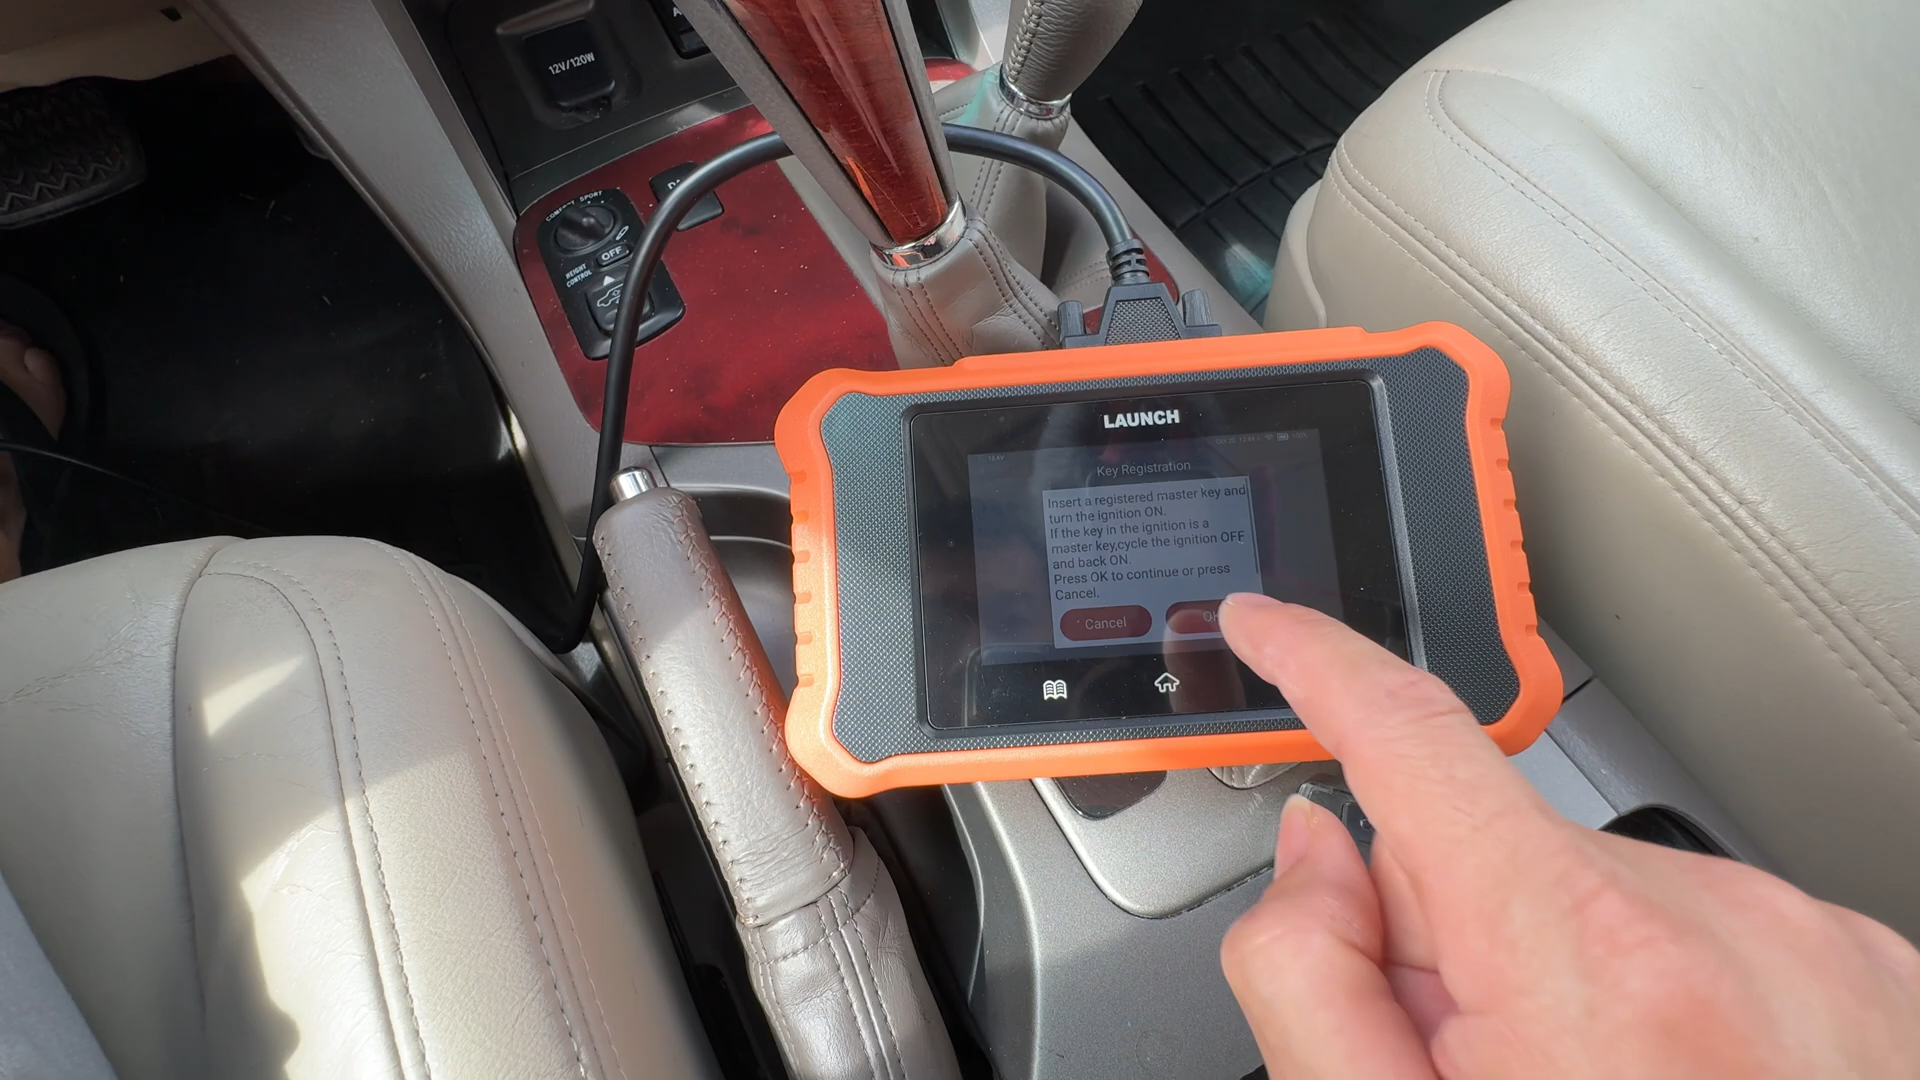 12V/120W
COMFORT SPORT
OFF
HEIGHT
CONTROL
LAUNCH
Key Registration
Insert a registered master key and
turn the ignition ON.
If the key in the ignition is a
master key,cycle the ignition OFF
and back ON.
Press OK to continue or press
Cancel.
Cancel